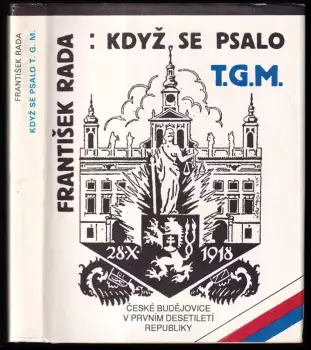 FRANTIŠEK RADA
KDYŽ SE PSALO T. G. M.
FRANTIŠEK RADA: KDYŽ SE PSALO
T.G.M.
28·X· 1918
ČESKÉ BUDĚJOVICE
V PRVNÍM DESETILETÍ
REPUBLIKY